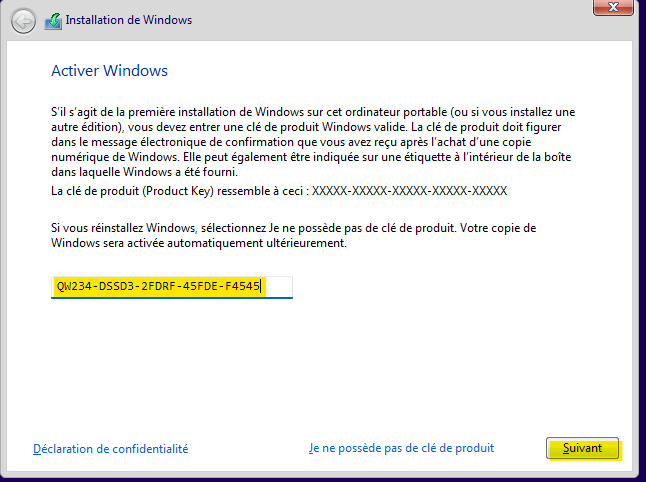 Installation de Windows
Activer Windows
S'il s'agit de la première installation de Windows sur cet ordinateur portable (ou si vous installez une
autre édition), vous devez entrer une clé de produit Windows valide. La clé de produit doit figurer
dans le message électronique de confirmation que vous avez reçu après l'achat d'une copie
numérique de Windows. Elle peut également être indiquée sur une étiquette à l'intérieur de la boîte
dans laquelle Windows a été fourni.
La clé de produit (Product Key) ressemble à ceci : XXXXX-XXXXX-XXXXX-XXXXX-XXXXX
Si vous réinstallez Windows, sélectionnez Je ne possède pas de clé de produit. Votre copie de
Windows sera activée automatiquement ultérieurement.
QW234-DSSD3-2FDRF-45FDE-F4545
Déclaration de confidentialité
Je ne possède pas de clé de produit
Suivant